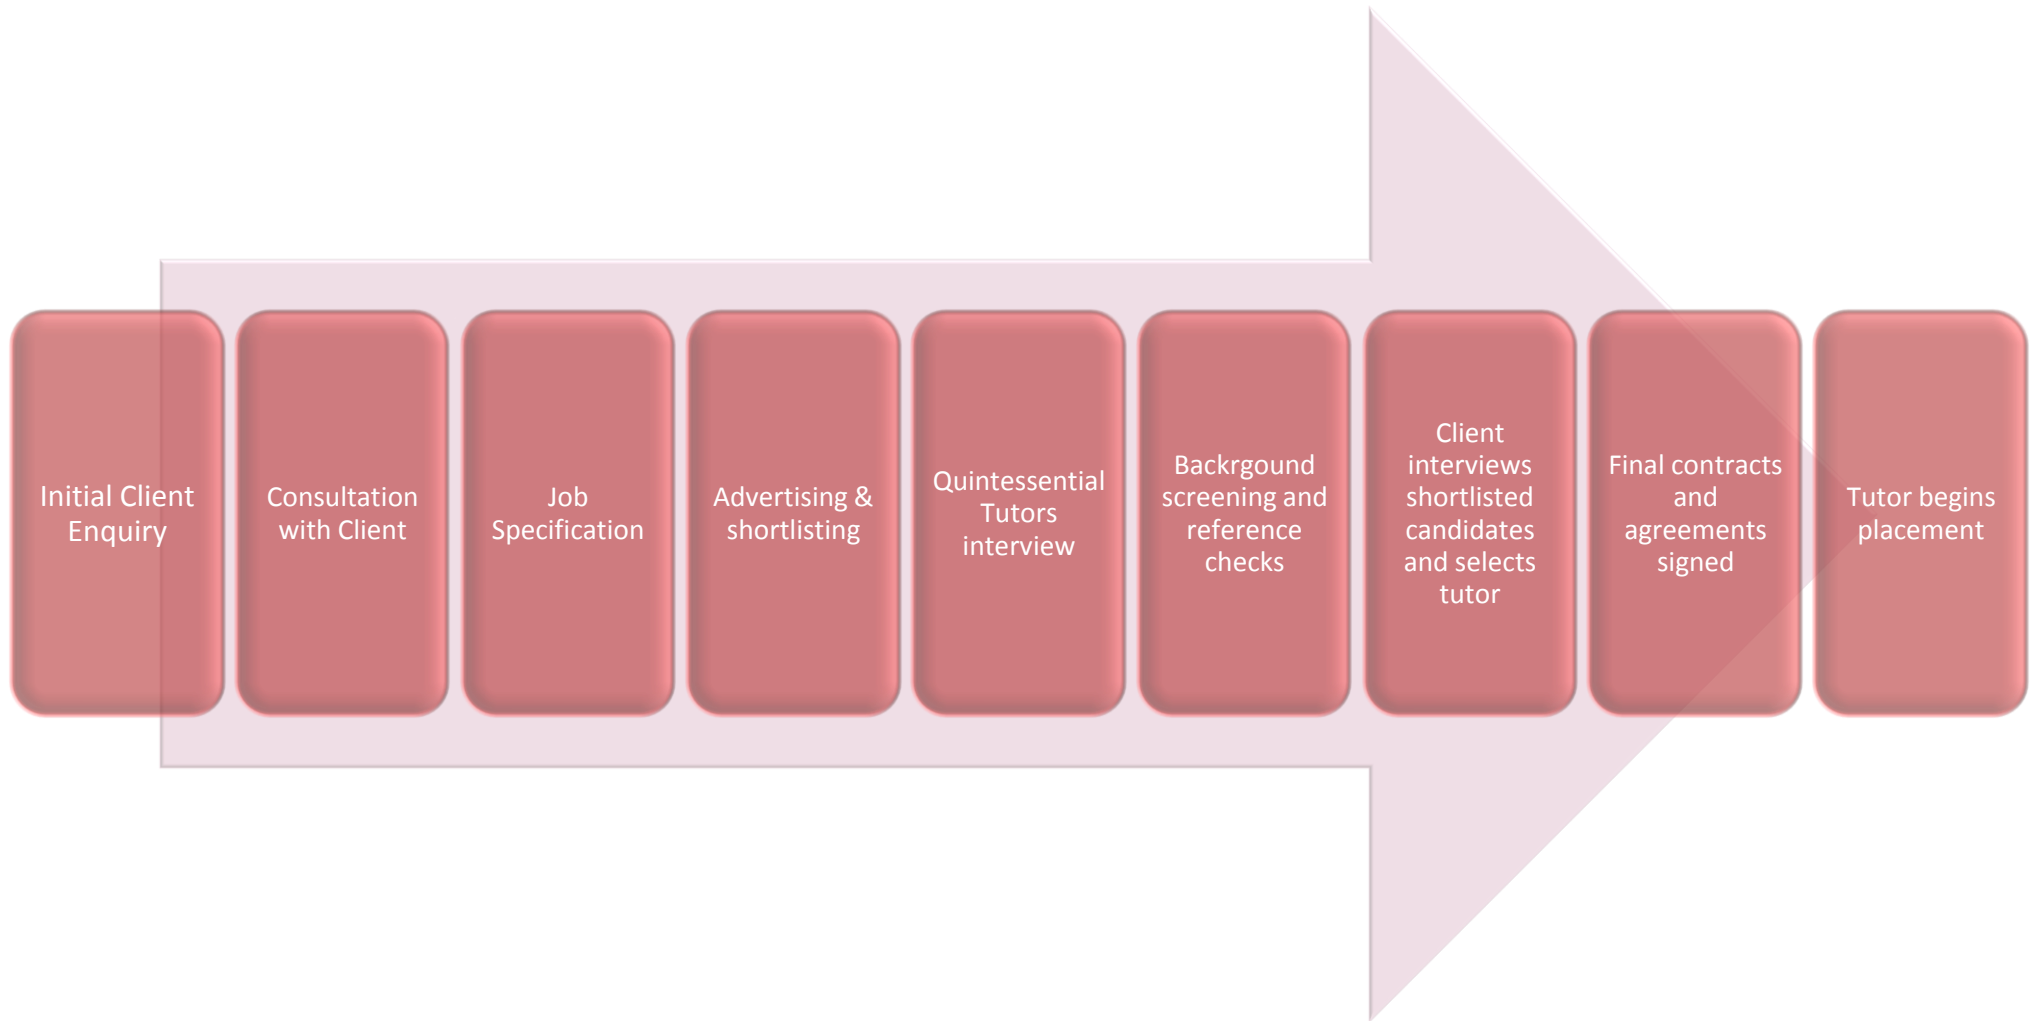 Initial Client
Enquiry
Consultation
with Client
Job
Specification
Advertising &
shortlisting
Quintessential
Tutors
interview
Backrgound
screening and
reference
checks
Client
interviews
shortlisted
candidates
and selects
tutor
Final contracts
and
agreements
signed
Tutor begins
placement